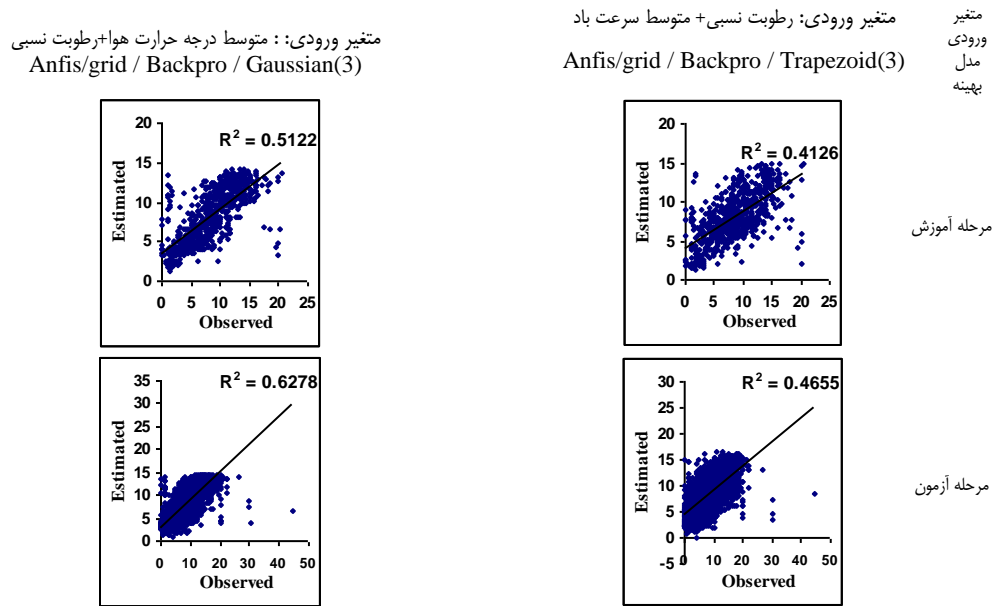 متغیر
ورودی
مدل
بهینه
متغیر ورودی: رطوبت نسبی+ متوسط سرعت باد
Anfis/grid / Backpro / Trapezoid(3)
متغیر ورودی: : متوسط درجه حرارت هوا+رطوبت نسبی
Anfis/grid / Backpro / Gaussian(3)
مرحله آموزش
R² = 0.4126
Estimated
20
15
10
5
0
0 5 10 15 20 25
Observed
R² = 0.5122
Estimated
20
15
10
5
0
0 5 10 15 20 25
Observed
مرحله آزمون
R² = 0.4655
Estimated
30
25
20
15
10
5
0
-5
0 10 20 30 40 50
Observed
R² = 0.6278
Estimated
35
30
25
20
15
10
5
0
0 10 20 30 40 50
Observed